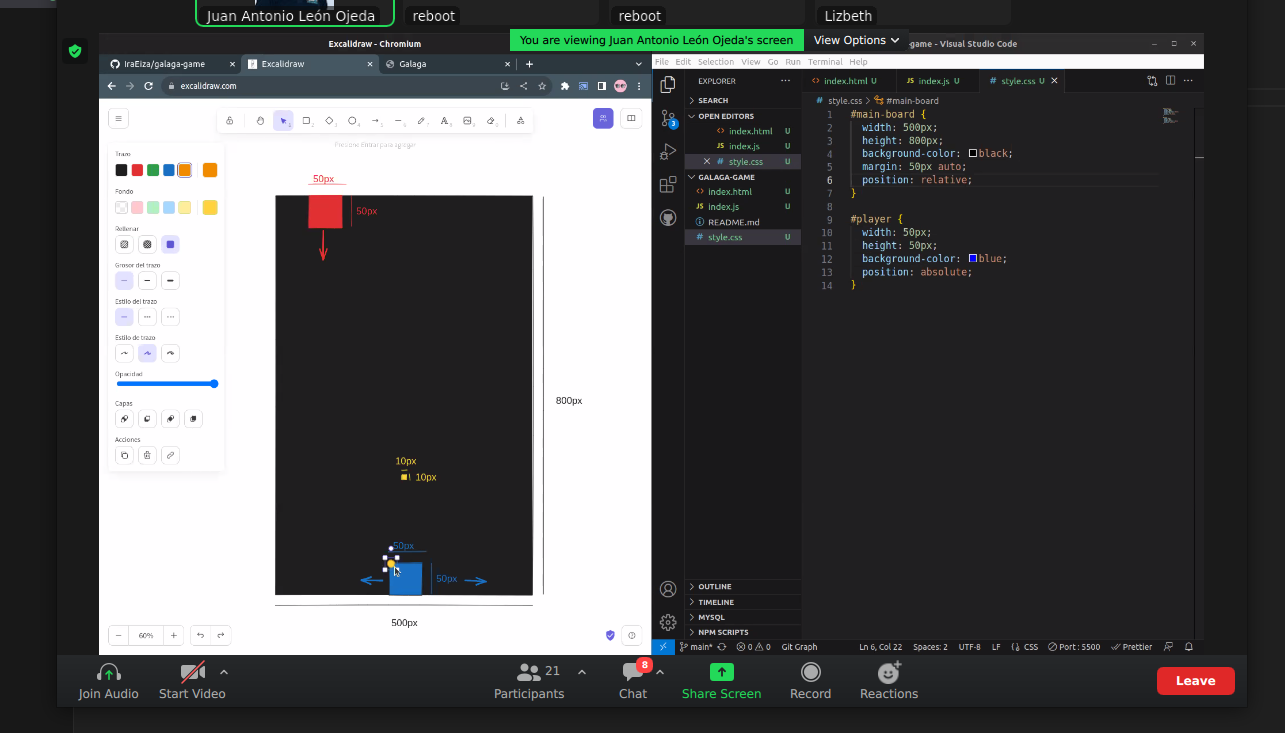 Juan Antonio León Ojeda
reboot
reboot
Lizbeth
You are viewing Juan Antonio León Ojeda's screen
View Options
Excalidraw - Chromium
game - Visual Studio Code
IraEiza/galaga-game
Excalidraw
Galaga
excalidraw.com
File Edit Selection View Go Run Terminal Help
EXPLORER
SEARCH
OPEN EDITORS
index.html U
index.js U
style.css U
GALAGA-GAME
index.html U
index.js U
README.md
style.css U
OUTLINE
TIMELINE
MYSQL
NPM SCRIPTS
3
index.html U
index.js U
style.css U
style.css > #main-board
1 #main-board {
2 width: 500px;
3 height: 800px;
4 background-color: black;
5 margin: 50px auto;
6 position: relative;
7 }
8
9 #player {
10 width: 50px;
11 height: 50px;
12 background-color: blue;
13 position: absolute;
14 }
main* 0 0 Git Graph
Ln 6, Col 22 Spaces: 2 UTF-8 LF CSS Port : 5500 Prettier
Trazo
Fondo
Rellenar
Grosor del trazo
Estilo del trazo
Estilo de trazo
Opacidad
Capas
Acciones
50px
50px
800px
10px
10px
50px
50px
500px
60%
Join Audio
Start Video
21
Participants
8
Chat
Share Screen
Record
Reactions
Leave